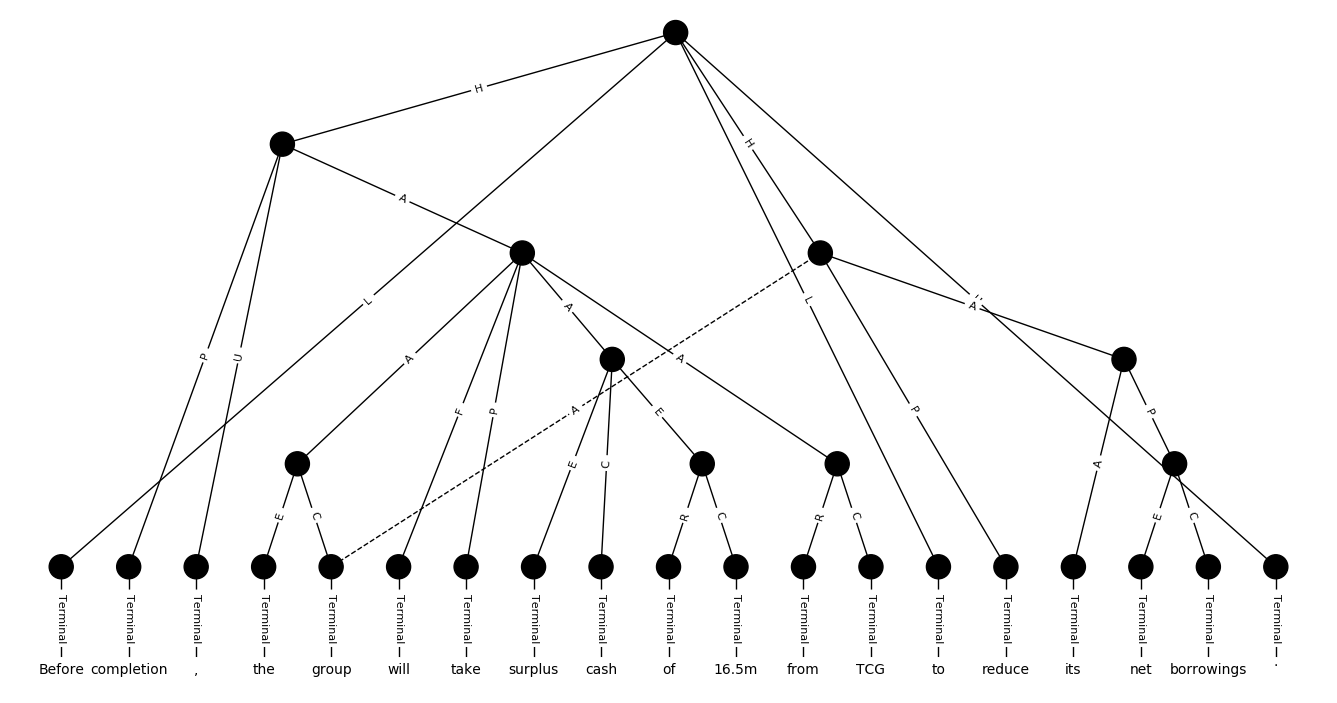 H
A
H
L
P
U
L
A
A
A
F
P
A
A
E
C
P
P
A
E
C
E
C
R
C
R
C
E
C
Terminal Terminal Terminal Terminal Terminal Terminal Terminal Terminal Terminal Terminal Terminal Terminal Terminal Terminal Terminal Terminal Terminal Terminal Terminal
Before completion , the group will take surplus cash of 16.5m from TCG to reduce its net borrowings .